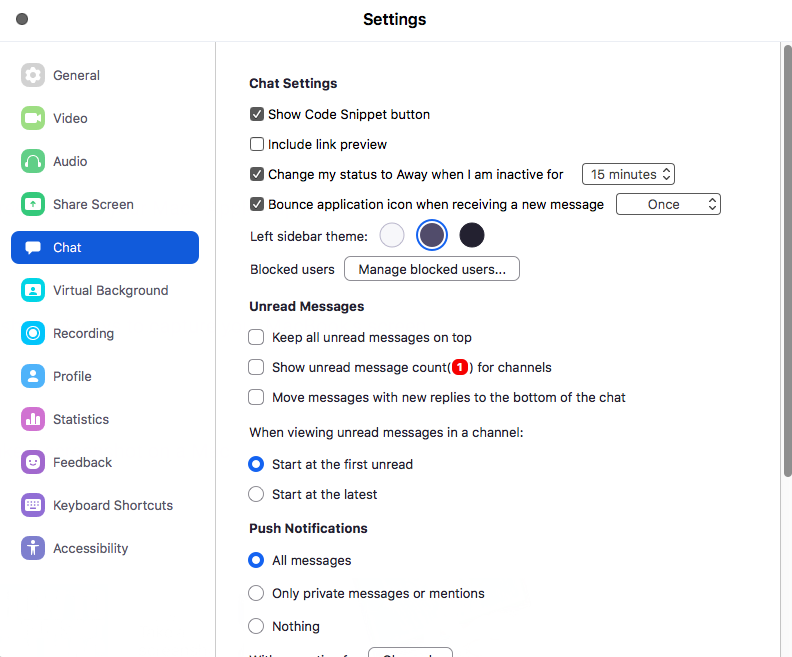 Settings
General
Video
Audio
Share Screen
Chat
Virtual Background
Recording
Profile
Statistics
Feedback
Keyboard Shortcuts
Accessibility
Chat Settings
Show Code Snippet button
Include link preview
Change my status to Away when I am inactive for 15 minutes
Bounce application icon when receiving a new message Once
Left sidebar theme:
Blocked users Manage blocked users...
Unread Messages
Keep all unread messages on top
Show unread message count(1) for channels
Move messages with new replies to the bottom of the chat
When viewing unread messages in a channel:
Start at the first unread
Start at the latest
Push Notifications
All messages
Only private messages or mentions
Nothing